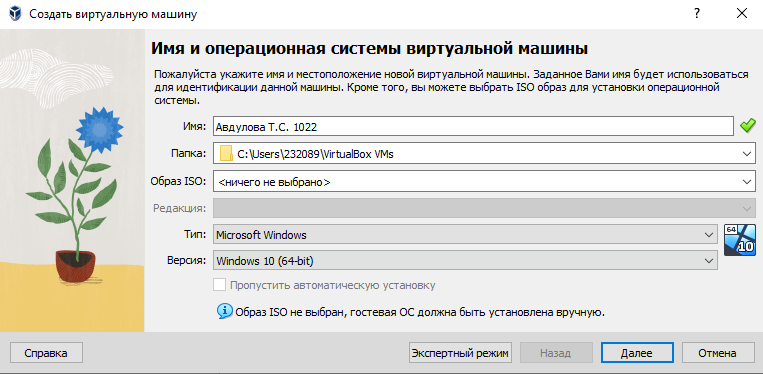 Создать виртуальную машину
?
Имя и операционная системы виртуальной машины
Пожалуйста укажите имя и местоположение новой виртуальной машины. Заданное Вами имя будет использоваться
для идентификации данной машины. Кроме того, вы можете выбрать ISO образ для установки операционной
системы.
Имя: Авдулова Т.С. 1022
Папка: C:\Users\232089\VirtualBox VMs
Образ ISO: <ничего не выбрано>
Редакция:
Тип: Microsoft Windows
64
10
Версия: Windows 10 (64-bit)
Пропустить автоматическую установку
Образ ISO не выбран, гостевая ОС должна быть установлена вручную.
Справка Экспертный режим Назад Далее Отмена